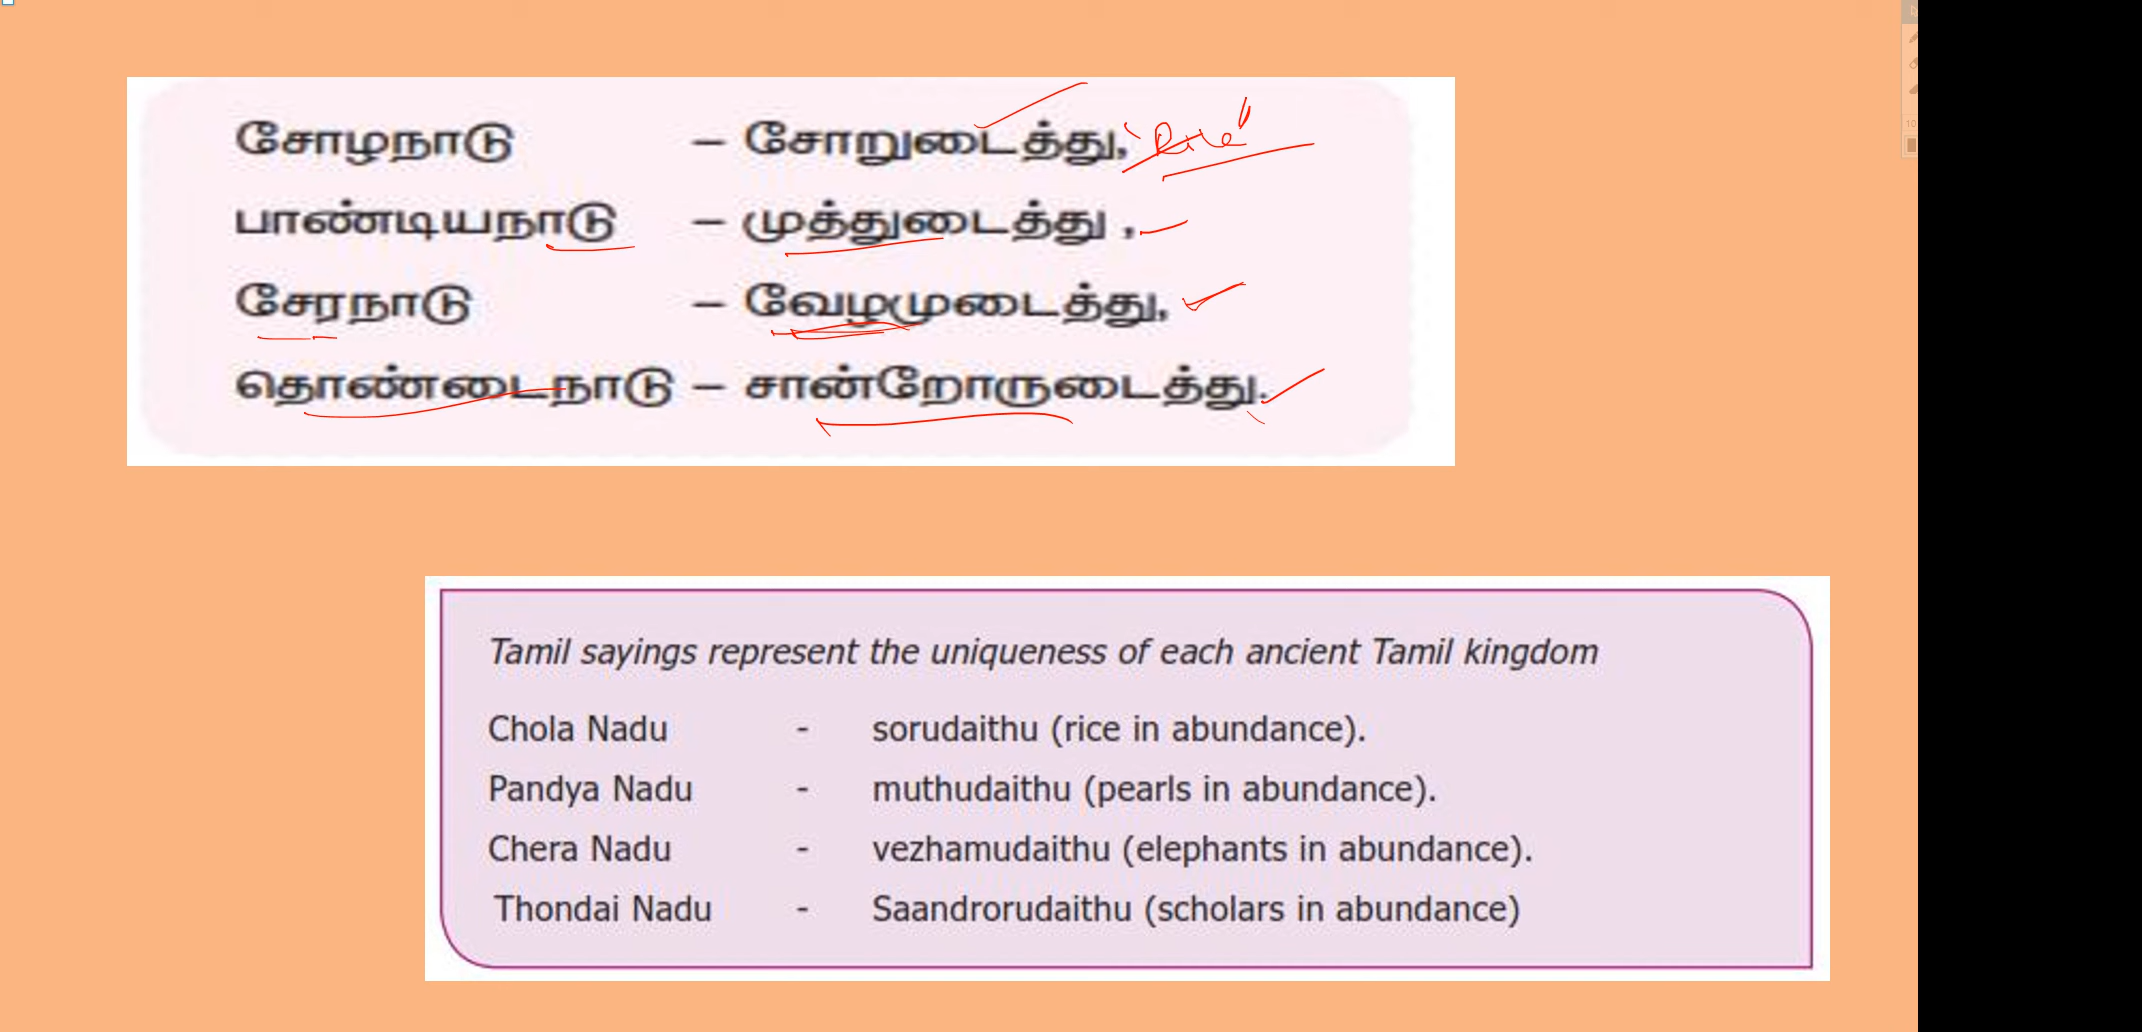 சோழநாடு – சோறுடைத்து, "Rice"
பாண்டியநாடு – முத்துடைத்து ,
சேரநாடு – வேழமுடைத்து,
தொண்டைநாடு – சான்றோருடைத்து.
Tamil sayings represent the uniqueness of each ancient Tamil kingdom
Chola Nadu - sorudaithu (rice in abundance).
Pandya Nadu - muthudaithu (pearls in abundance).
Chera Nadu - vezhamudaithu (elephants in abundance).
Thondai Nadu - Saandrorudaithu (scholars in abundance)
10